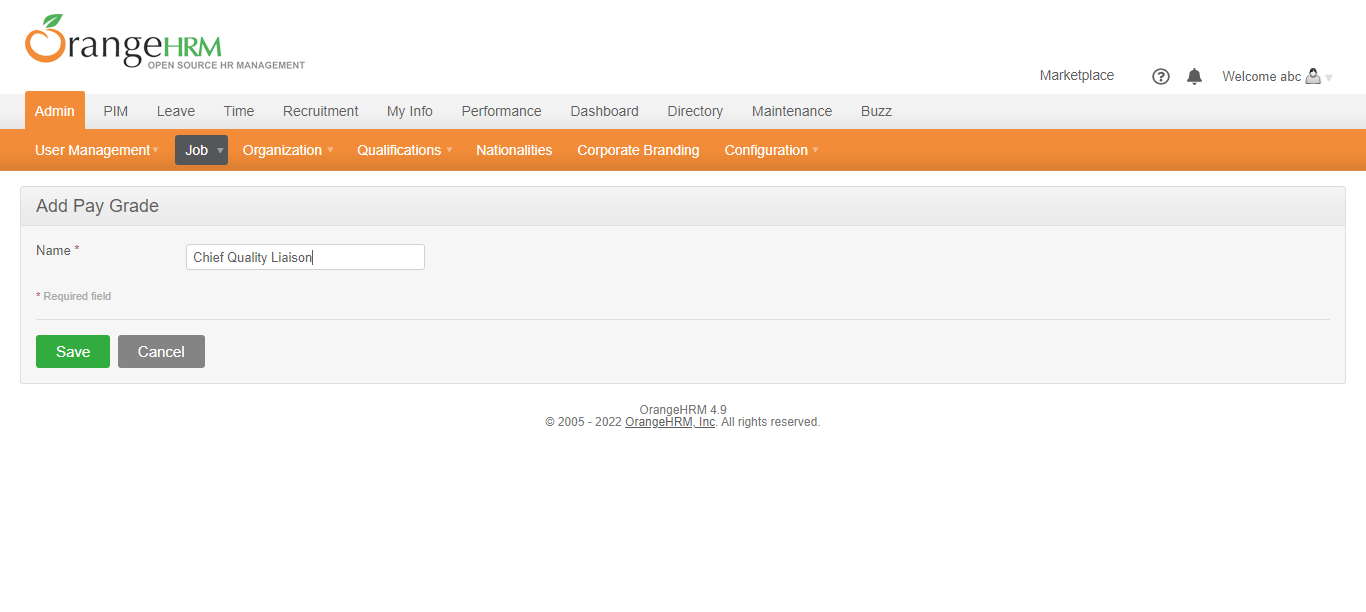 OrangeHRM
OPEN SOURCE HR MANAGEMENT
Marketplace ? Welcome abc
Admin PIM Leave Time Recruitment My Info Performance Dashboard Directory Maintenance Buzz
User Management Job Organization Qualifications Nationalities Corporate Branding Configuration
Add Pay Grade
Name * Chief Quality Liaison
* Required field
Save Cancel
OrangeHRM 4.9
© 2005 - 2022 OrangeHRM, Inc. All rights reserved.